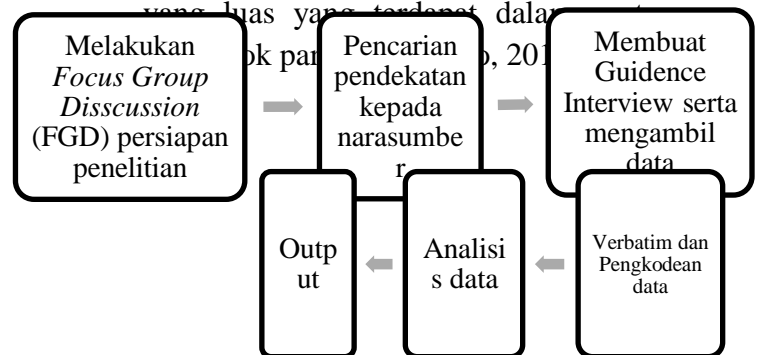 yang luas yang terdapat dalam
ok par o, 201
Melakukan
Focus Group
Disscussion
(FGD) persiapan
penelitian
Pencarian
pendekatan
kepada
narasumbe
r
Membuat
Guidence
Interview serta
mengambil
data
Verbatim dan
Pengkodean
data
Analisi
s data
Outp
ut